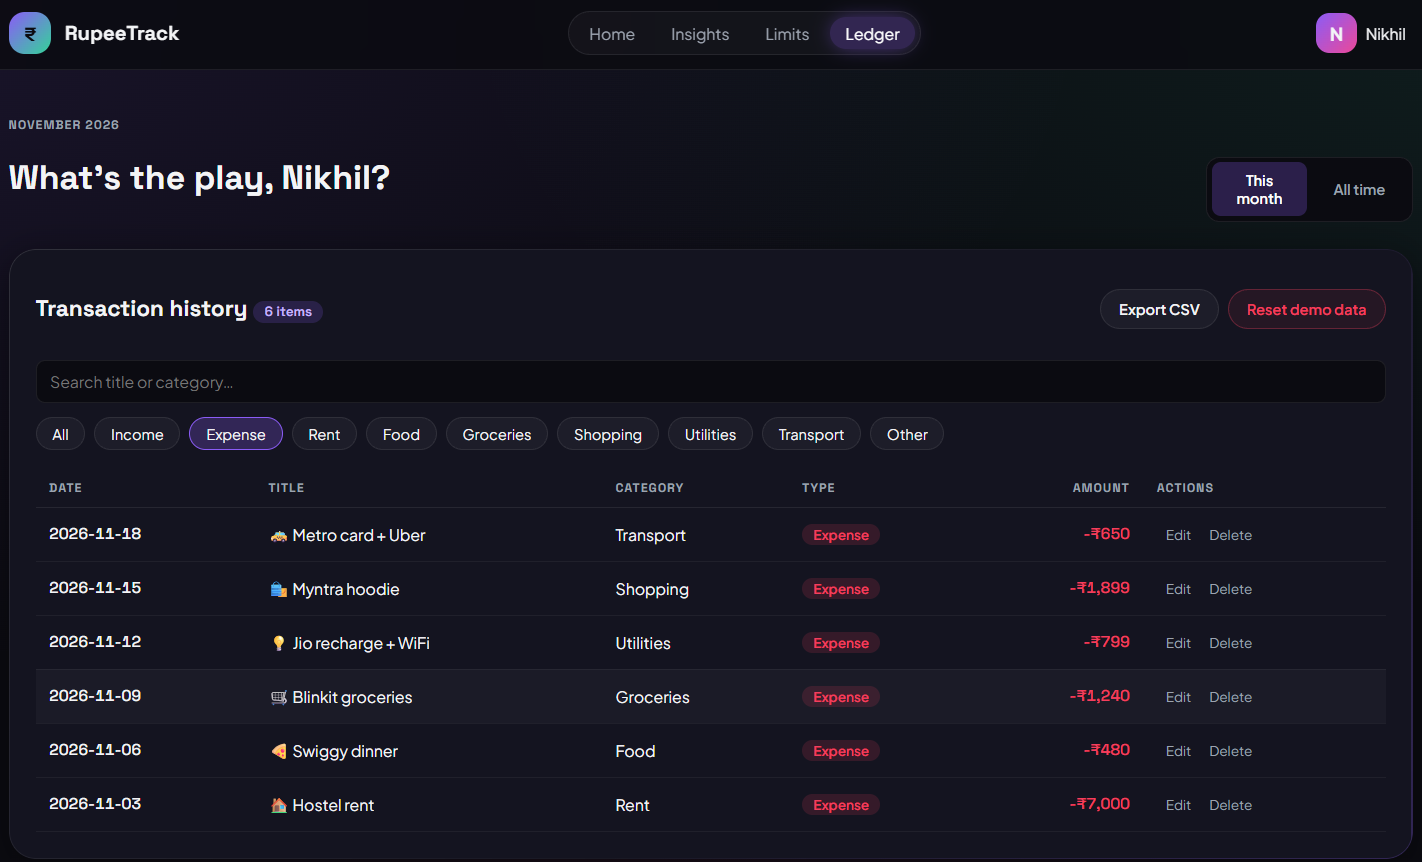 ₹ RupeeTrack Home Insights Limits Ledger N Nikhil
NOVEMBER 2026
What's the play, Nikhil?
This month All time
Transaction history 6 items Export CSV Reset demo data
Search title or category...
All Income Expense Rent Food Groceries Shopping Utilities Transport Other
DATE TITLE CATEGORY TYPE AMOUNT ACTIONS
2026-11-18 Metro card + Uber Transport Expense -₹650 Edit Delete
2026-11-15 Myntra hoodie Shopping Expense -₹1,899 Edit Delete
2026-11-12 Jio recharge + WiFi Utilities Expense -₹799 Edit Delete
2026-11-09 Blinkit groceries Groceries Expense -₹1,240 Edit Delete
2026-11-06 Swiggy dinner Food Expense -₹480 Edit Delete
2026-11-03 Hostel rent Rent Expense -₹7,000 Edit Delete